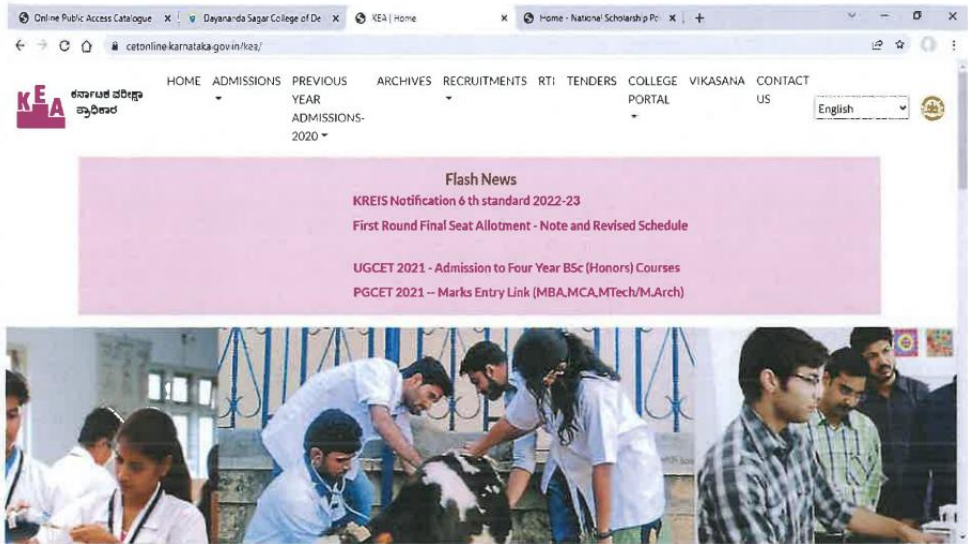 Online Public Access Catalogue
Dayananda Sagar College of De
KEA | Home
Home - National Scholarship Po
cetonline.karnataka.gov.in/kea/
KEA
ಕರ್ನಾಟಕ ಪರೀಕ್ಷಾ
ಪ್ರಾಧಿಕಾರ
HOME ADMISSIONS PREVIOUS YEAR ADMISSIONS-2020 ARCHIVES RECRUITMENTS RTI TENDERS COLLEGE PORTAL VIKASANA CONTACT US
English
Flash News
KREIS Notification 6 th standard 2022-23
First Round Final Seat Allotment - Note and Revised Schedule
UGCET 2021 - Admission to Four Year BSc (Honors) Courses
PGCET 2021 -- Marks Entry Link (MBA,MCA,MTech/M.Arch)